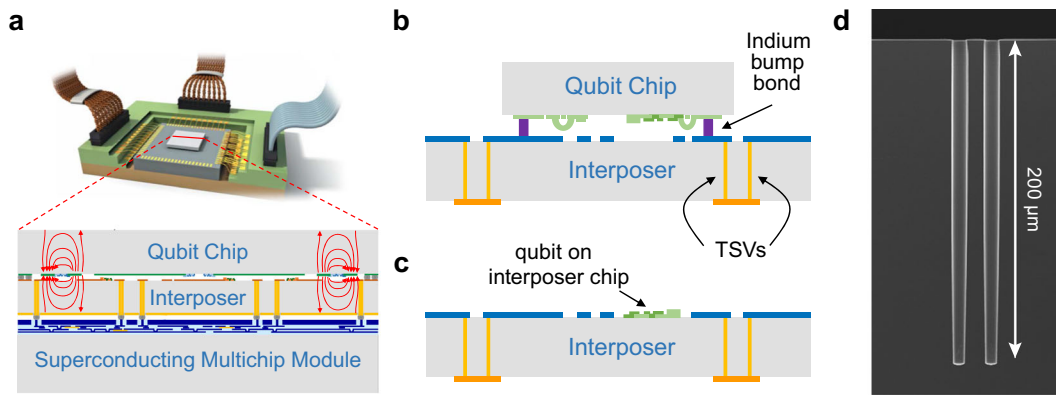 a
Qubit Chip
Interposer
Superconducting Multichip Module
b
Indium
bump
bond
Qubit Chip
Interposer
TSVs
c
qubit on
interposer chip
Interposer
d
200 µm